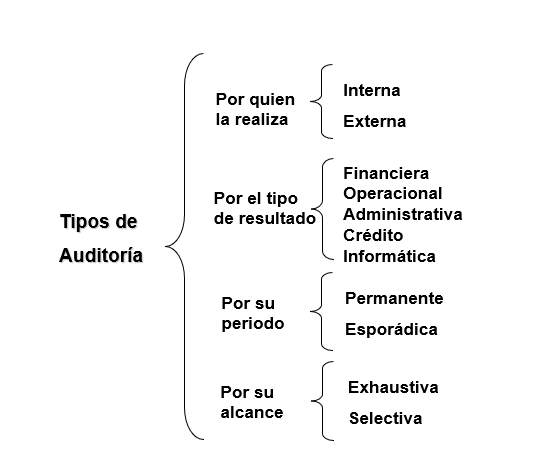 Tipos de
Auditoría
Por quien
la realiza
Interna
Externa
Por el tipo
de resultado
Financiera
Operacional
Administrativa
Crédito
Informática
Por su
periodo
Permanente
Esporádica
Por su
alcance
Exhaustiva
Selectiva